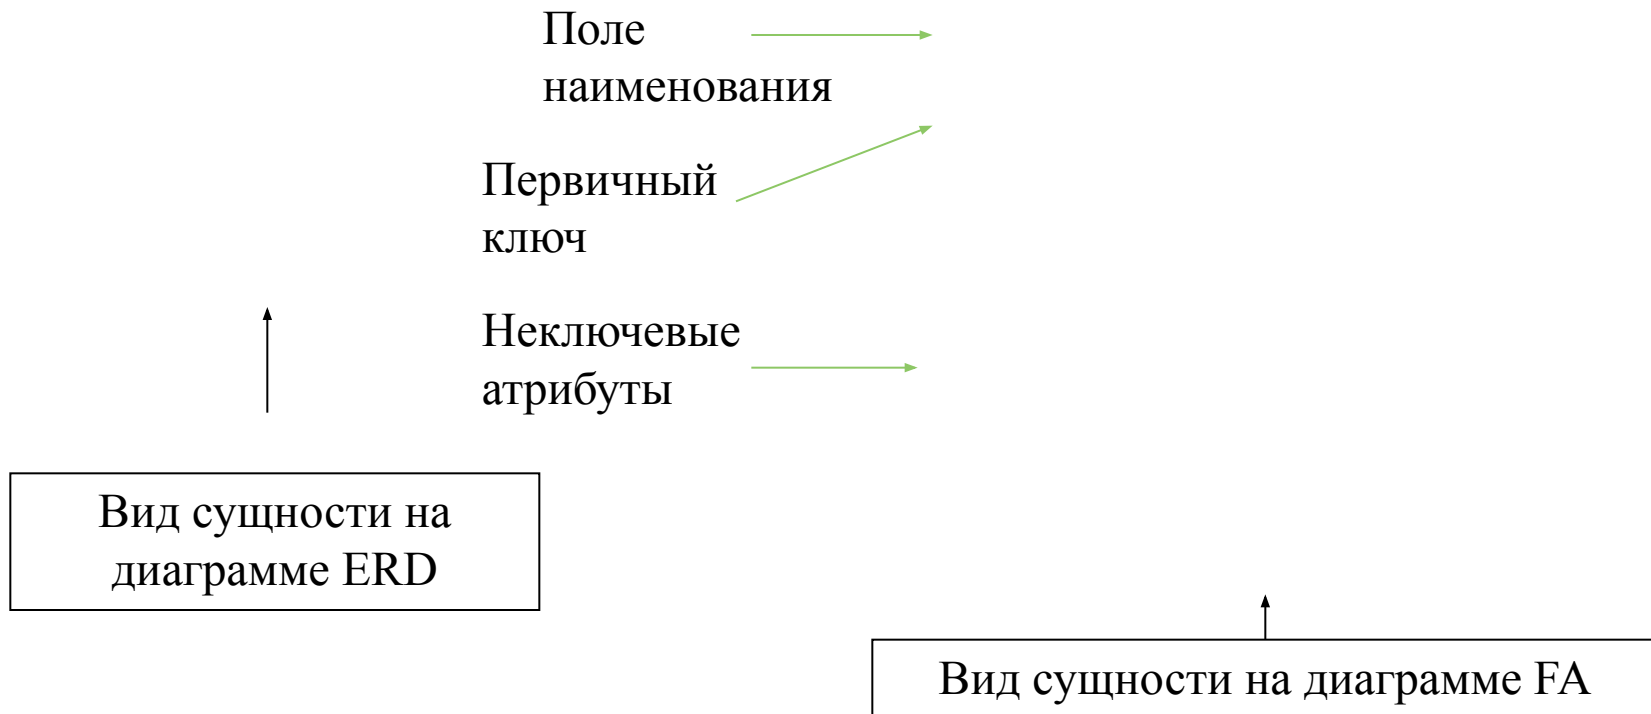 Поле
наименования
Первичный
ключ
Неключевые
атрибуты
Вид сущности на
диаграмме ERD
Вид сущности на диаграмме FA